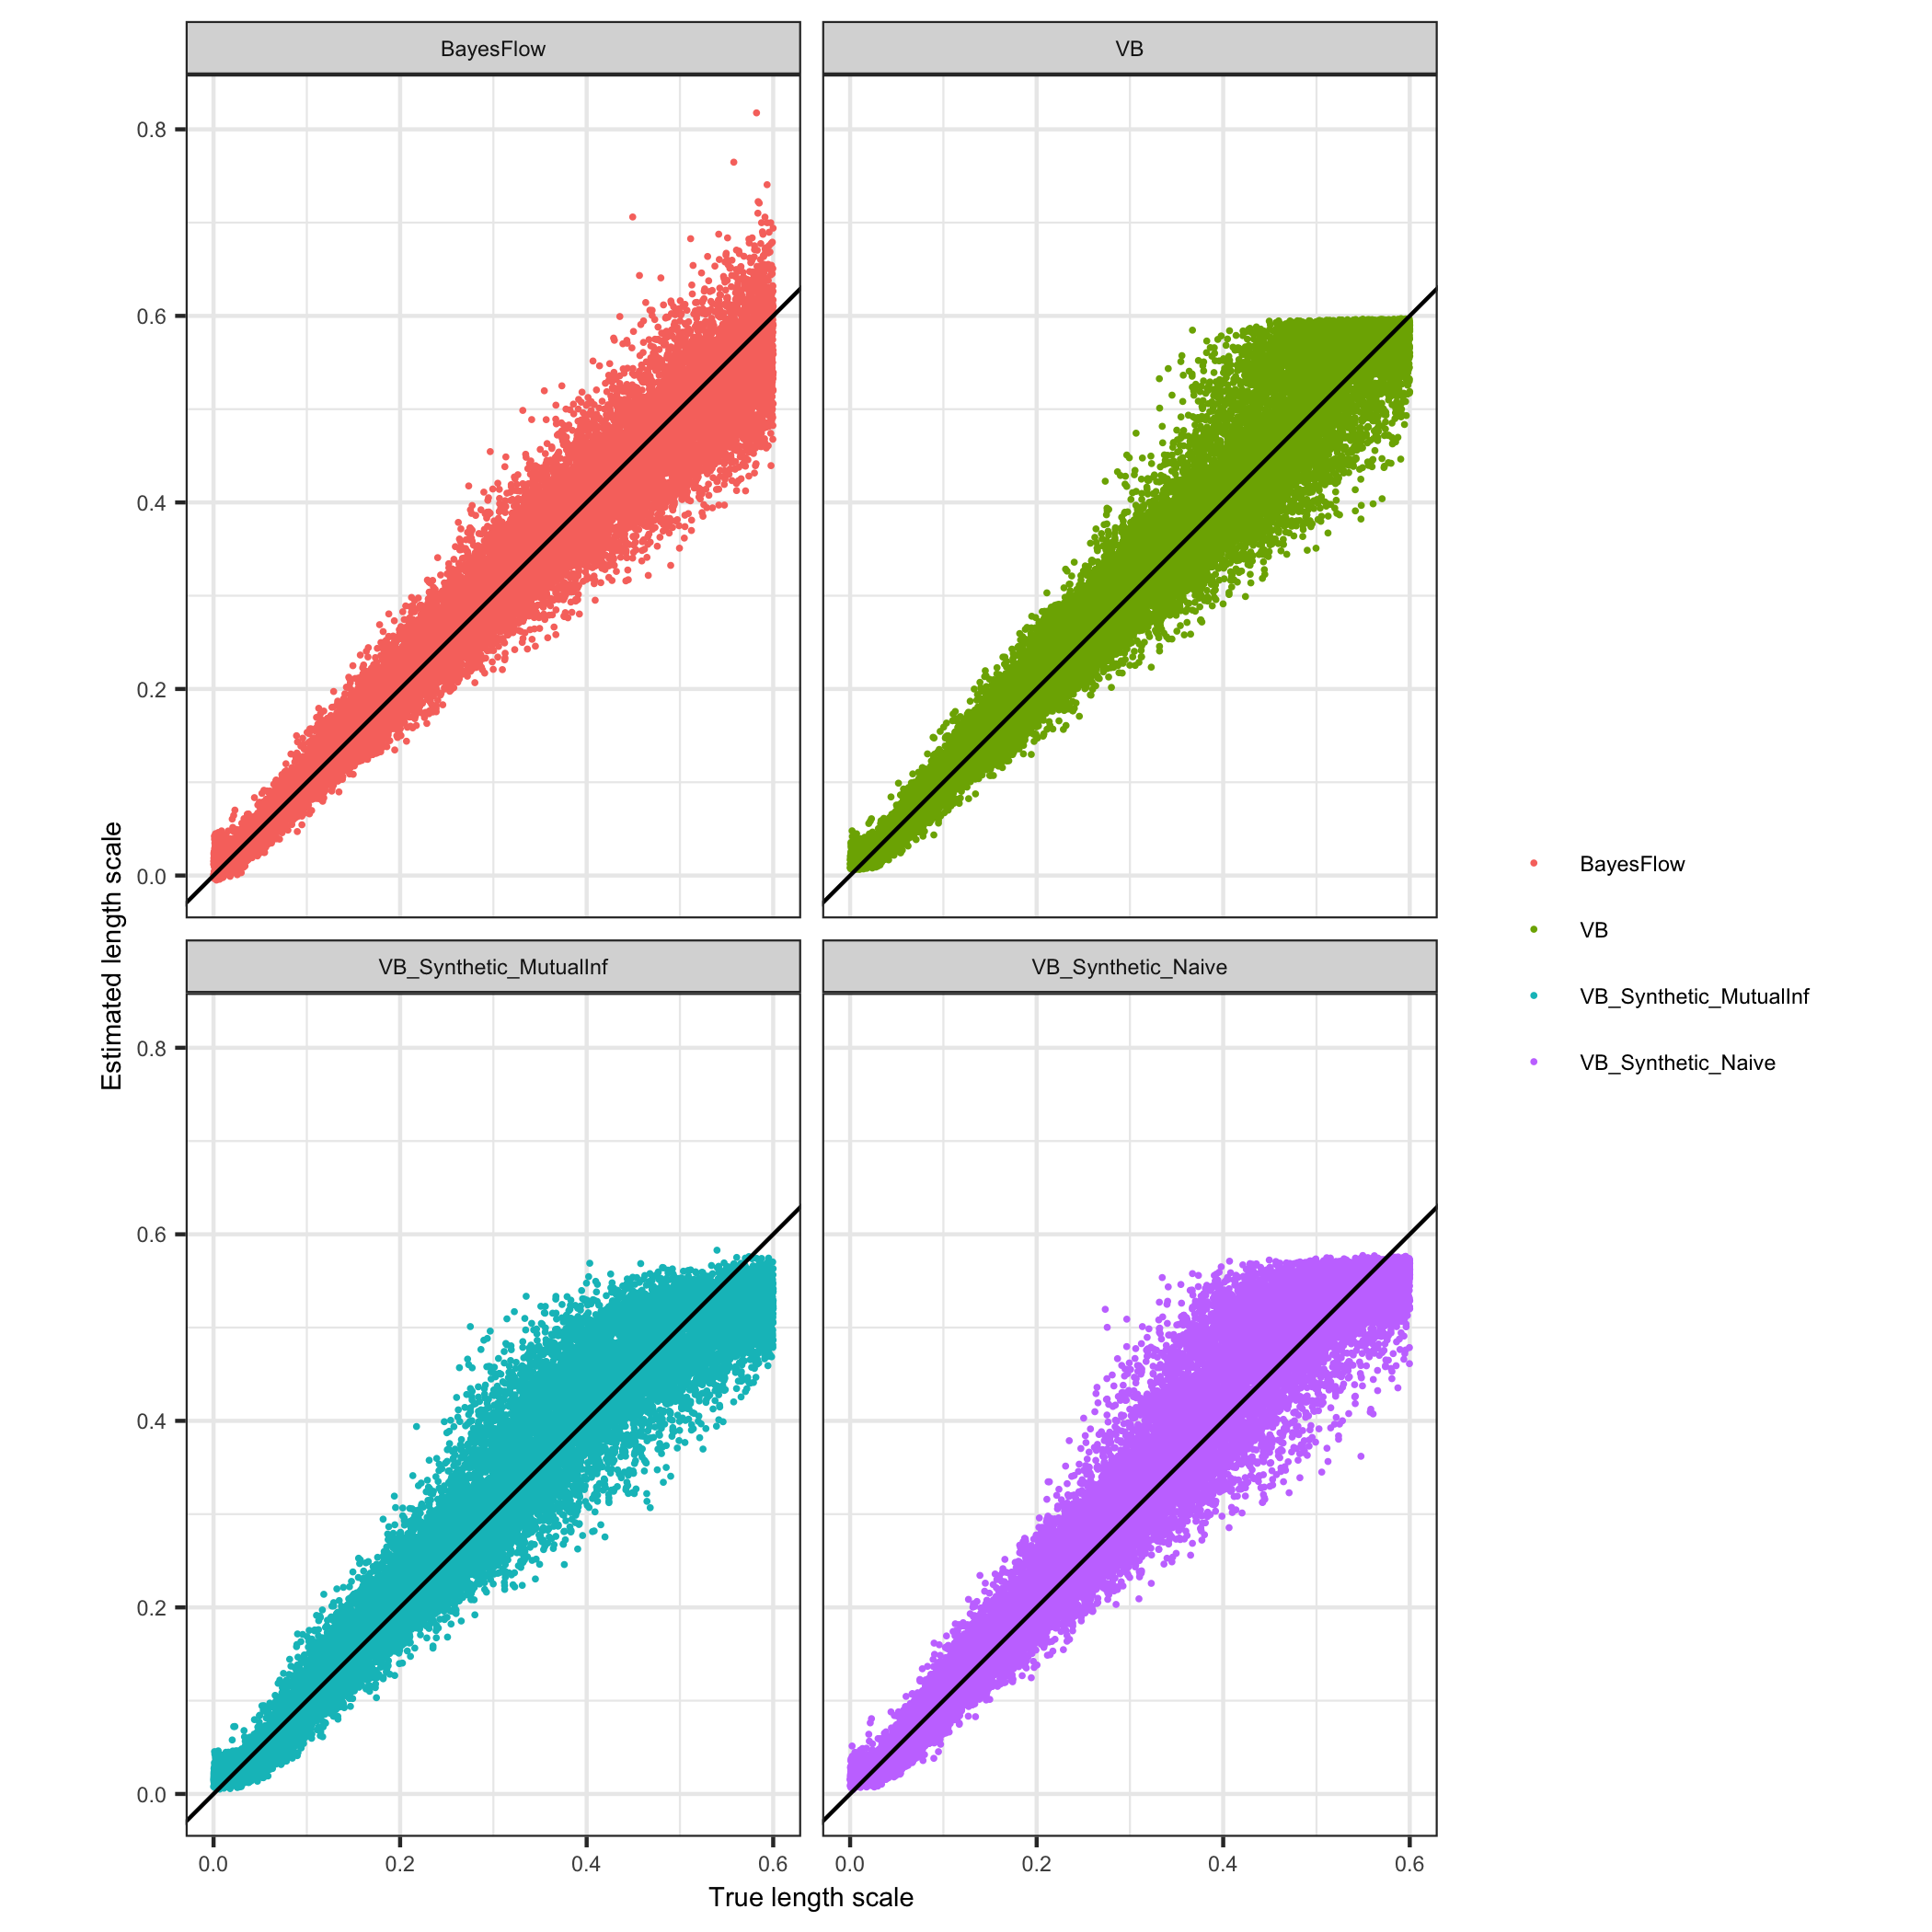 BayesFlow
VB
0.8
0.6
0.4
0.2
0.0
VB_Synthetic_MutualInf
VB_Synthetic_Naive
0.8
0.6
0.4
0.2
0.0
0.0 0.2 0.4 0.6
0.0 0.2 0.4 0.6
True length scale
Estimated length scale
BayesFlow
VB
VB_Synthetic_MutualInf
VB_Synthetic_Naive